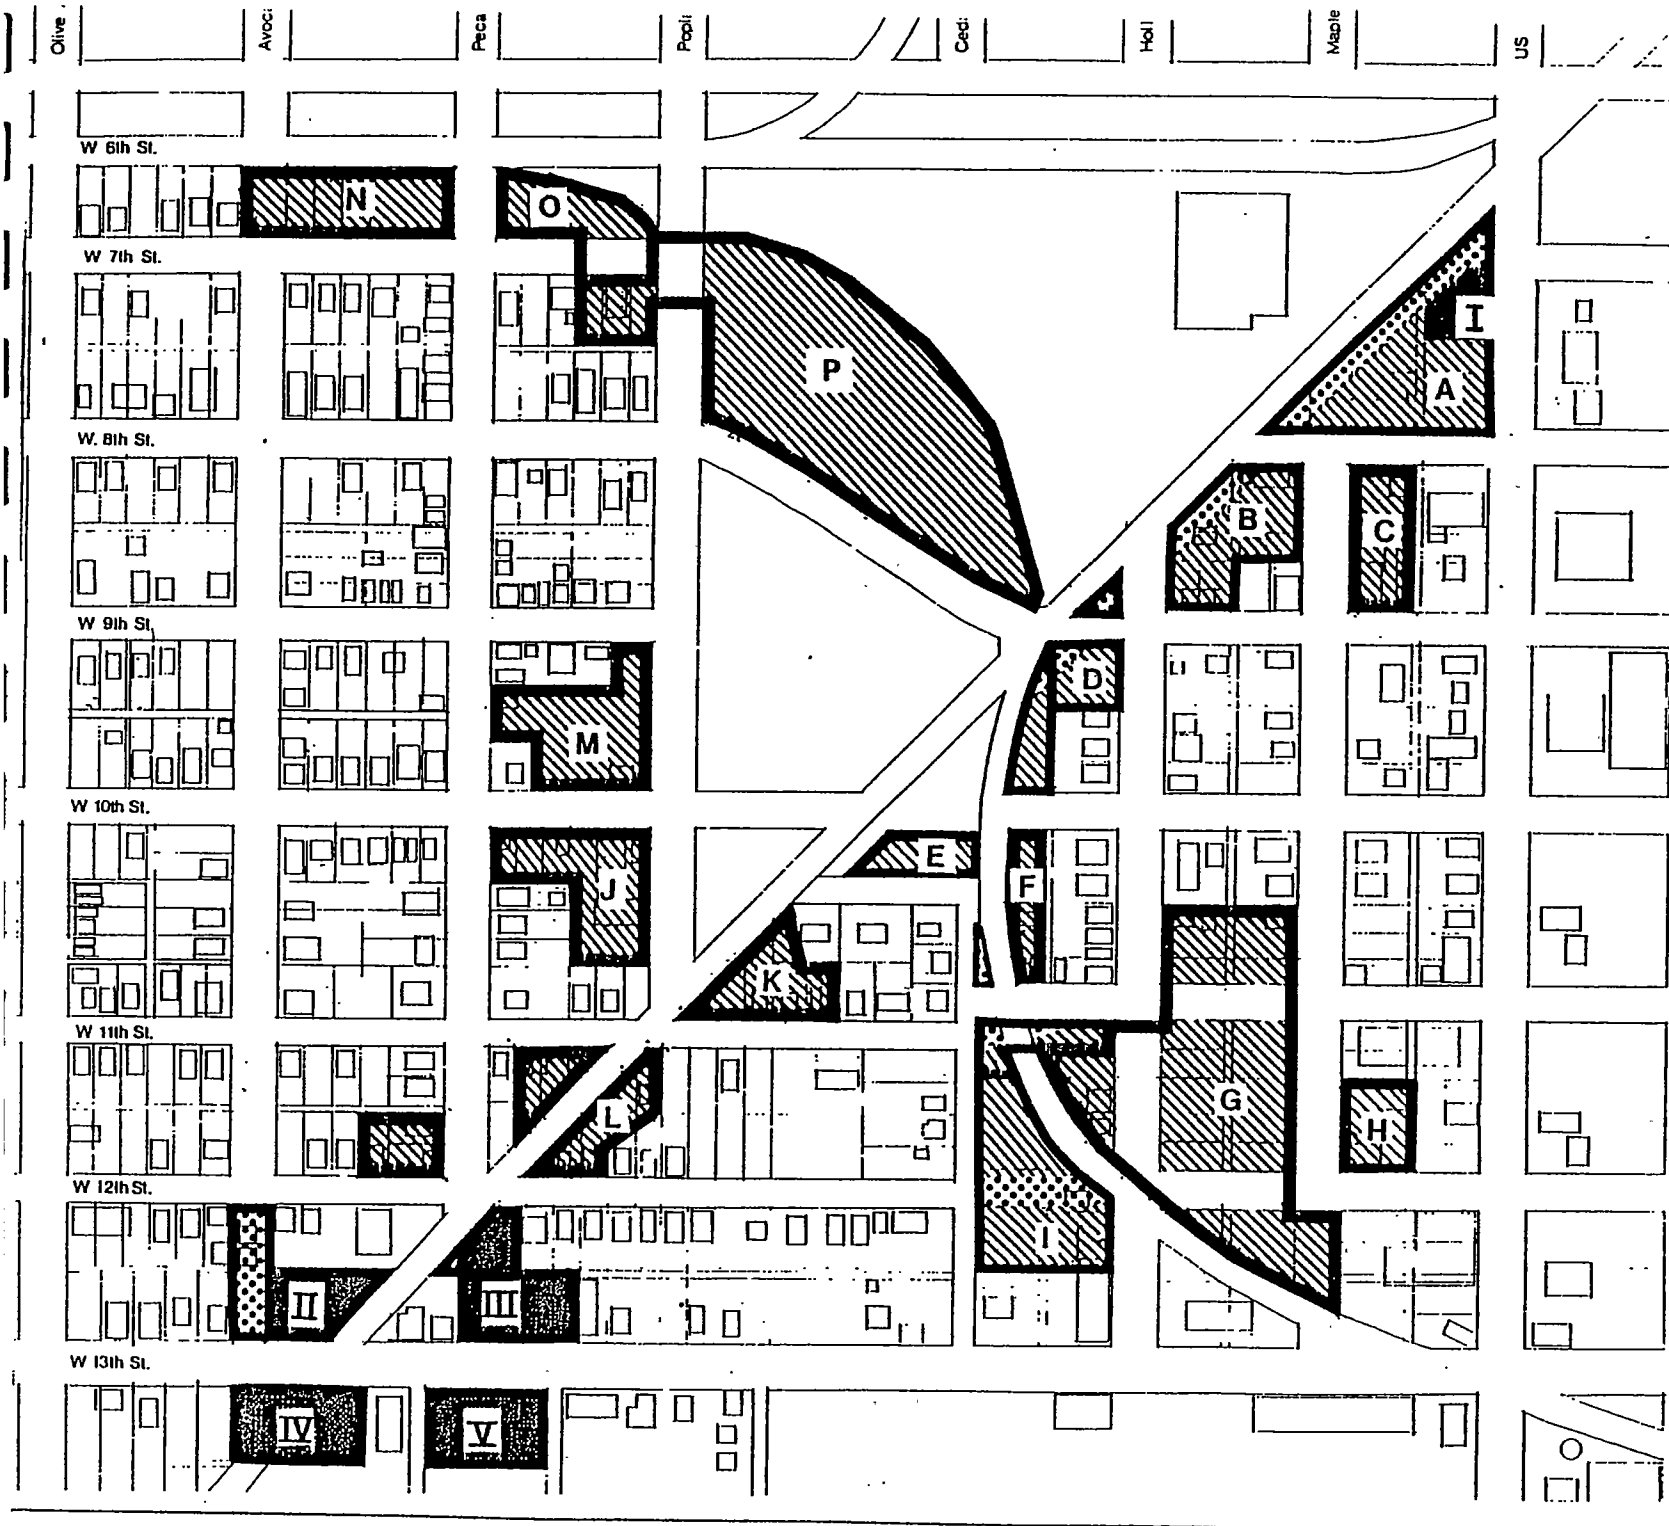 Olive
Avoc
Peca
Popl
Ced
Holl
Maple
US
W 6th St.
N
O
W 7th St.
P
I
A
W. 8th St.
B
C
W 9th St.
D
M
W 10th St.
E
J
F
K
W 11th St.
G
L
H
W 12th St.
I
II
III
W 13th St.
IV
V